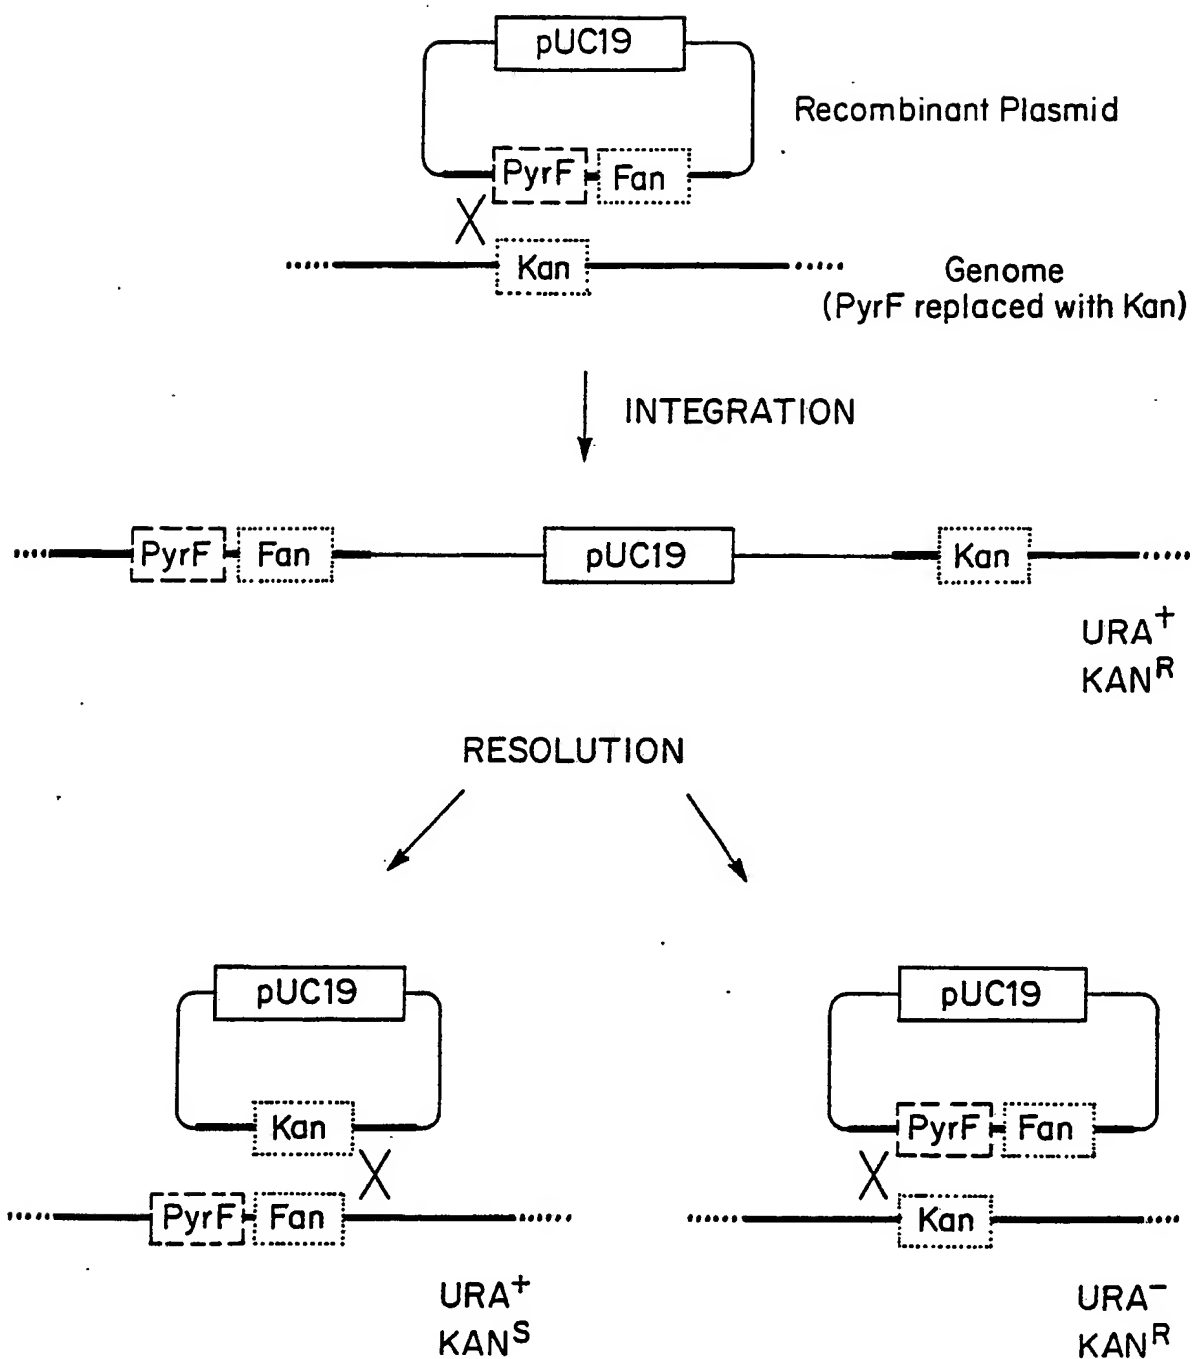 pUC19
Recombinant Plasmid
PyrF Fan
Kan
Genome
(PyrF replaced with Kan)
INTEGRATION
PyrF Fan pUC19 Kan
URA⁺
KANᴿ
RESOLUTION
pUC19
Kan
PyrF Fan
URA⁺
KANˢ
pUC19
PyrF Fan
Kan
URA⁻
KANᴿ